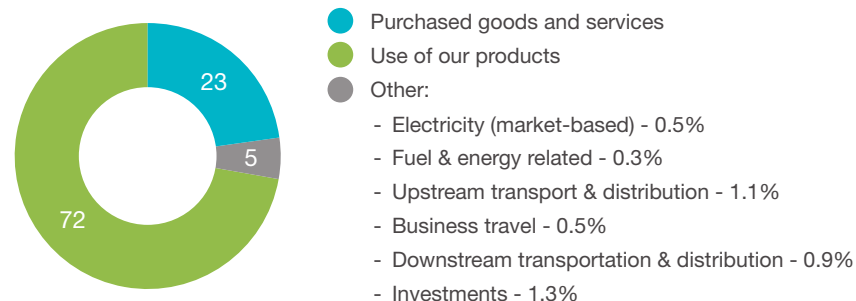 23
5
72
Purchased goods and services
Use of our products
Other:
- Electricity (market-based) - 0.5%
- Fuel & energy related - 0.3%
- Upstream transport & distribution - 1.1%
- Business travel - 0.5%
- Downstream transportation & distribution - 0.9%
- Investments - 1.3%